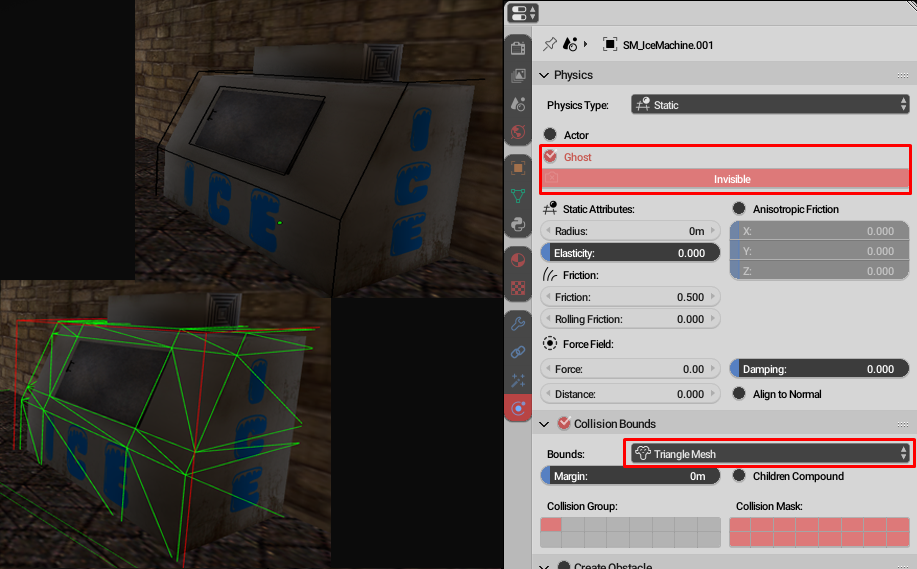 ICE
ICE
ICE
ICE
SM_IceMachine.001
Physics
Physics Type: Static
Actor
Ghost
Invisible
Static Attributes: Anisotropic Friction
Radius: 0m X: 0.000
Elasticity: 0.000 Y: 0.000
Friction: Z: 0.000
Friction: 0.500
Rolling Friction: 0.000
Force Field:
Force: 0.00 Damping: 0.000
Distance: 0.000 Align to Normal
Collision Bounds
Bounds: Triangle Mesh
Margin: 0m Children Compound
Collision Group: Collision Mask:
Create Obstacle